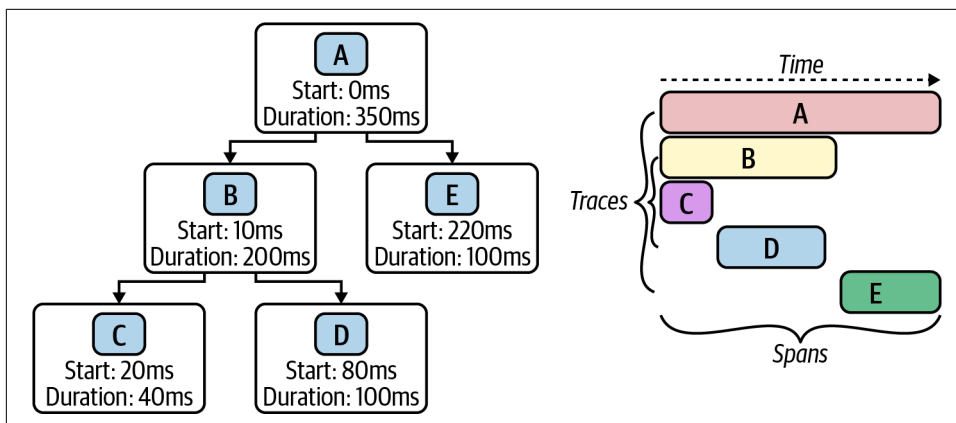 A
Start: 0ms
Duration: 350ms
B
Start: 10ms
Duration: 200ms
E
Start: 220ms
Duration: 100ms
C
Start: 20ms
Duration: 40ms
D
Start: 80ms
Duration: 100ms
Time
A
B
Traces
C
D
E
Spans